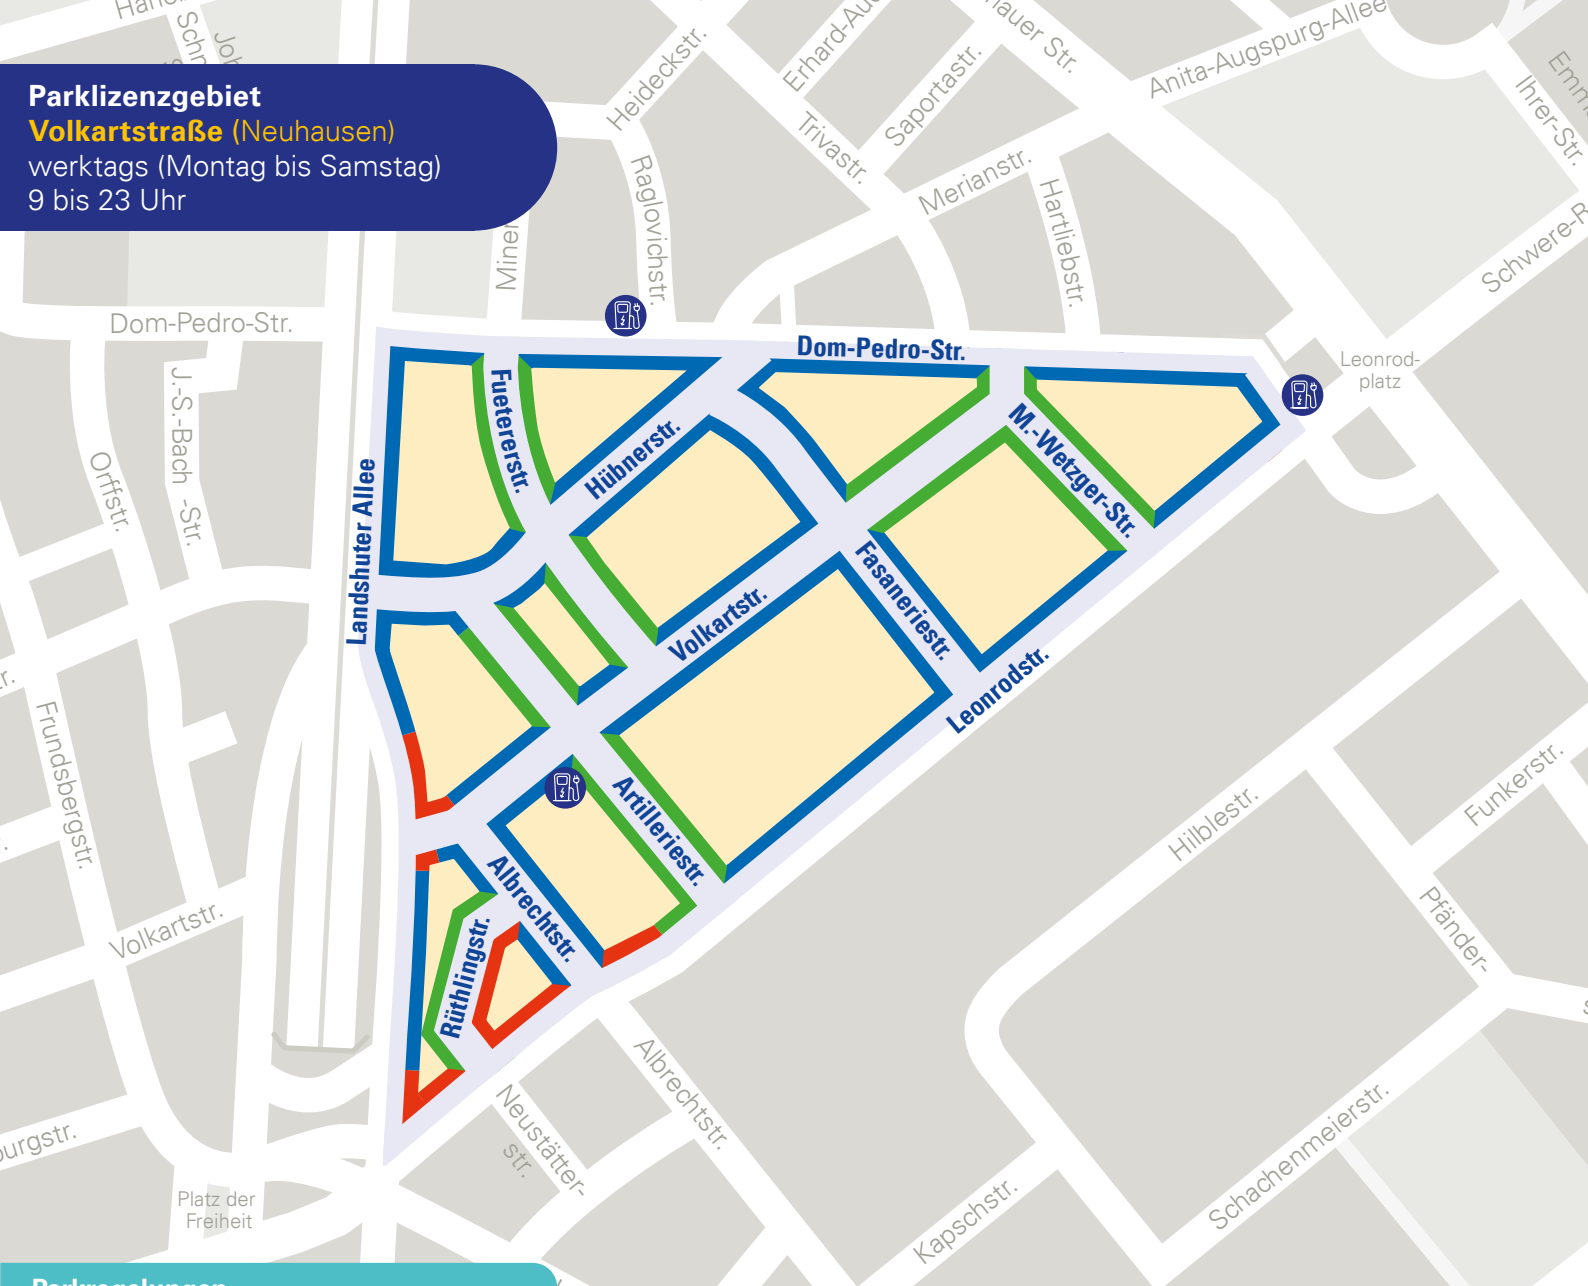 Parklizenzgebiet
Volkartstraße (Neuhausen)
werktags (Montag bis Samstag)
9 bis 23 Uhr
Heideckstr.
Trivastr.
Saportastr.
Anita-Augspurg-Allee
Ihrer-Str.
Raglovichstr.
Merianstr.
Hartliebstr.
Dom-Pedro-Str.
Dom-Pedro-Str.
Leonrod-
platz
J.-S.-Bach -Str.
Orffstr.
Landshuter Allee
Fuetererstr.
Hübnerstr.
M.-Wetzger-Str.
Fasaneriestr.
Volkartstr.
Leonrodstr.
Artilleriestr.
Albrechtstr.
Rüthlingstr.
Frundsbergstr.
Volkartstr.
Hilblestr.
Funkerstr.
Pfänder-
Albrechtstr.
Neustätter-
str.
Schachenmeierstr.
Kapschstr.
Platz der
Freiheit